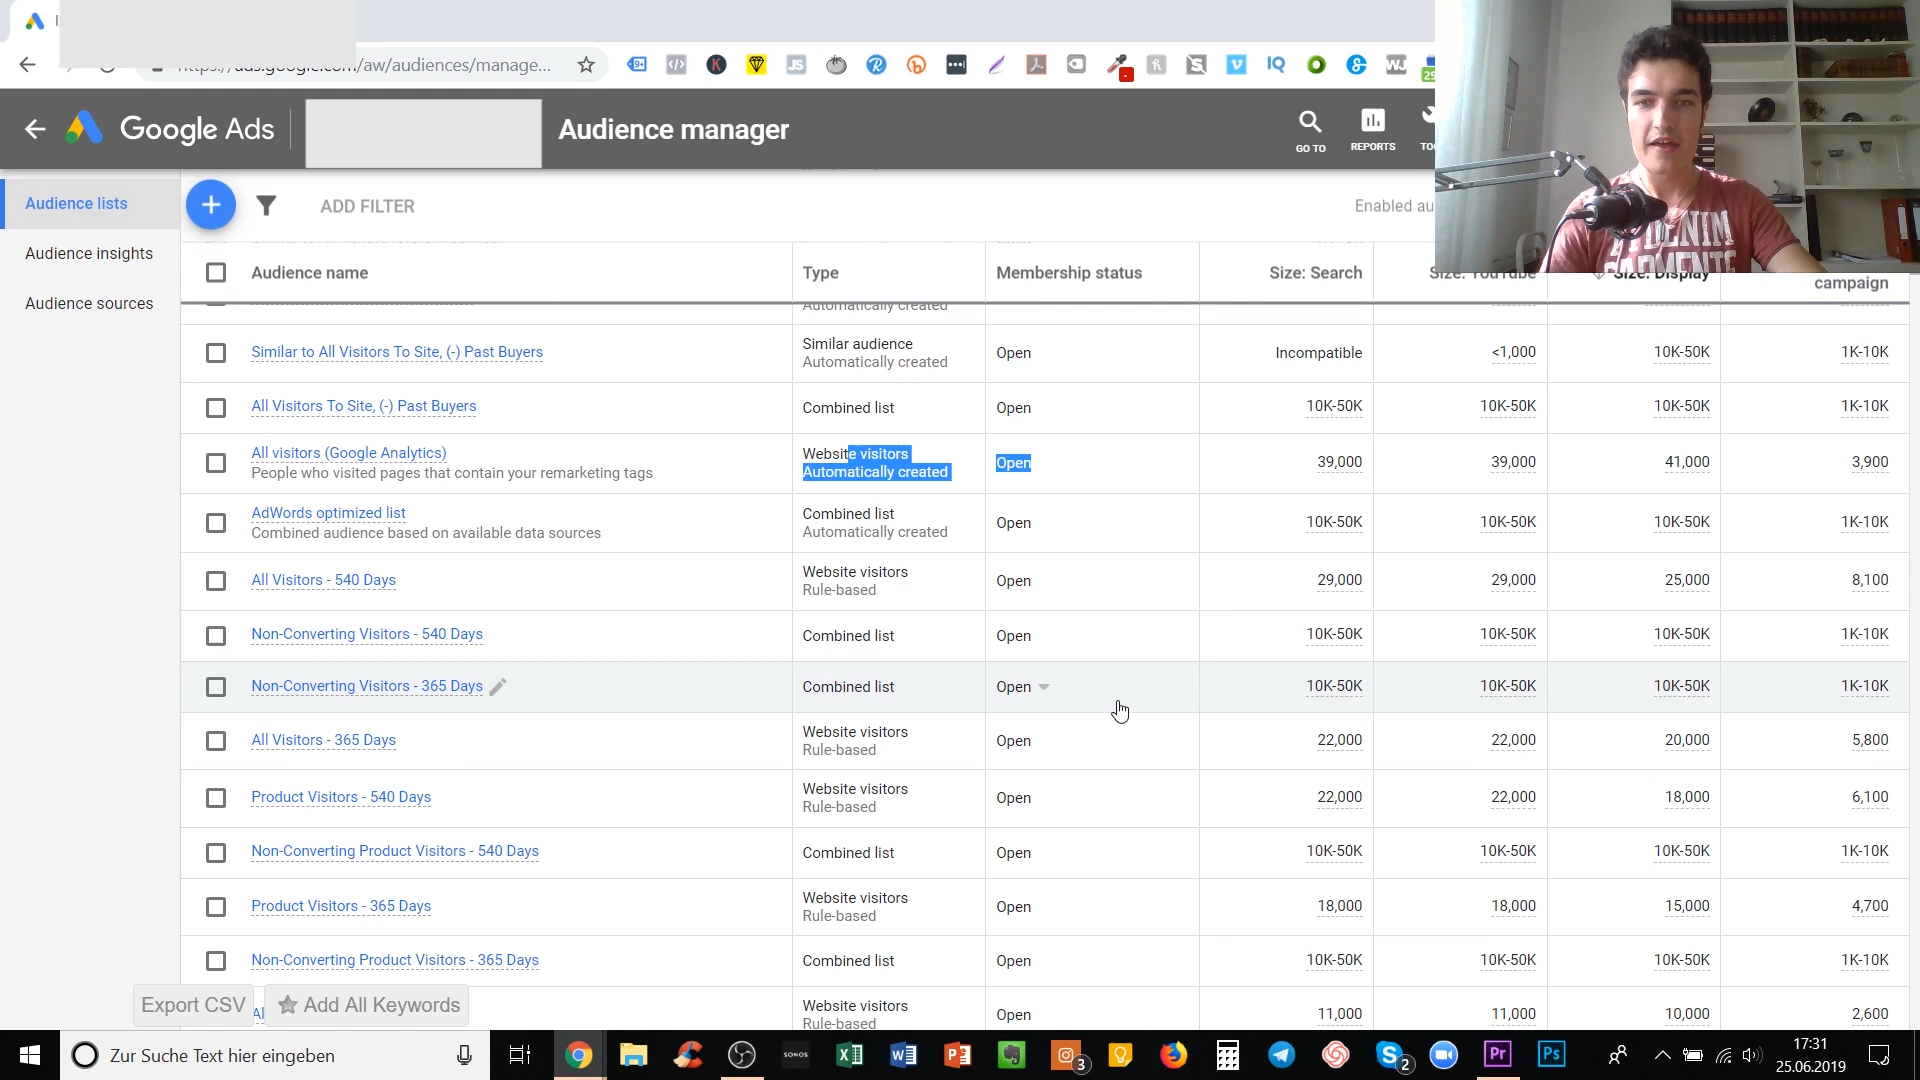 /aw/audiences/manage...
Google Ads
Audience manager
GO TO
REPORTS
Audience lists
Audience insights
Audience sources
ADD FILTER
Enabled au
DENIM
GARMENTS
Audience name
Type
Membership status
Size: Search
Size: YouTube
Size: Display
campaign
Automatically created
Similar to All Visitors To Site, (-) Past Buyers
Similar audience
Automatically created
Open
Incompatible
<1,000
10K-50K
1K-10K
All Visitors To Site, (-) Past Buyers
Combined list
Open
10K-50K
10K-50K
10K-50K
1K-10K
All visitors (Google Analytics)
People who visited pages that contain your remarketing tags
Website visitors
Automatically created
Open
39,000
39,000
41,000
3,900
AdWords optimized list
Combined audience based on available data sources
Combined list
Automatically created
Open
10K-50K
10K-50K
10K-50K
1K-10K
All Visitors - 540 Days
Website visitors
Rule-based
Open
29,000
29,000
25,000
8,100
Non-Converting Visitors - 540 Days
Combined list
Open
10K-50K
10K-50K
10K-50K
1K-10K
Non-Converting Visitors - 365 Days
Combined list
Open
10K-50K
10K-50K
10K-50K
1K-10K
All Visitors - 365 Days
Website visitors
Rule-based
Open
22,000
22,000
20,000
5,800
Product Visitors - 540 Days
Website visitors
Rule-based
Open
22,000
22,000
18,000
6,100
Non-Converting Product Visitors - 540 Days
Combined list
Open
10K-50K
10K-50K
10K-50K
1K-10K
Product Visitors - 365 Days
Website visitors
Rule-based
Open
18,000
18,000
15,000
4,700
Non-Converting Product Visitors - 365 Days
Combined list
Open
10K-50K
10K-50K
10K-50K
1K-10K
Website visitors
Rule-based
Open
11,000
11,000
10,000
2,600
Export CSV
Add All Keywords
Zur Suche Text hier eingeben
SONOS
3
2
Pr
Ps
17:31
25.06.2019